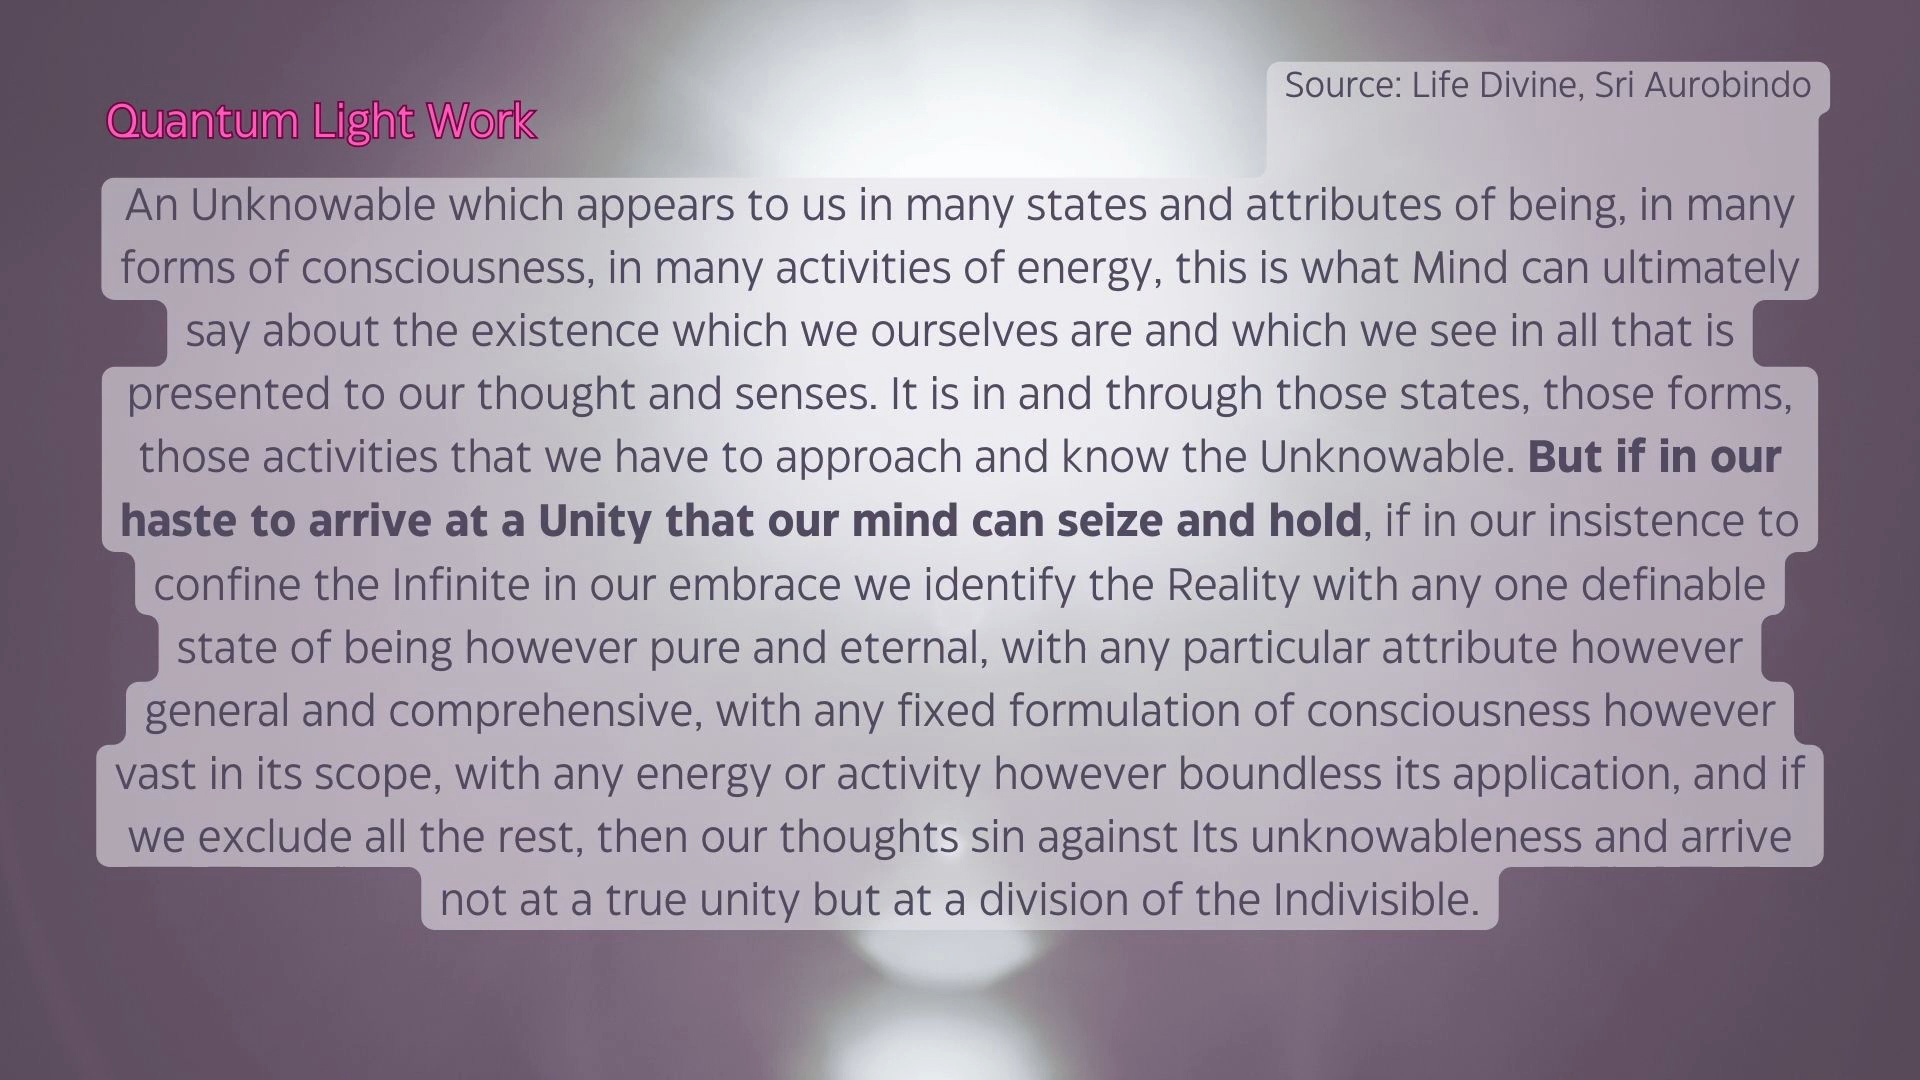 Source: Life Divine, Sri Aurobindo
Quantum Light Work
An Unknowable which appears to us in many states and attributes of being, in many
forms of consciousness, in many activities of energy, this is what Mind can ultimately
say about the existence which we ourselves are and which we see in all that is
presented to our thought and senses. It is in and through those states, those forms,
those activities that we have to approach and know the Unknowable. But if in our
haste to arrive at a Unity that our mind can seize and hold, if in our insistence to
confine the Infinite in our embrace we identify the Reality with any one definable
state of being however pure and eternal, with any particular attribute however
general and comprehensive, with any fixed formulation of consciousness however
vast in its scope, with any energy or activity however boundless its application, and if
we exclude all the rest, then our thoughts sin against Its unknowableness and arrive
not at a true unity but at a division of the Indivisible.